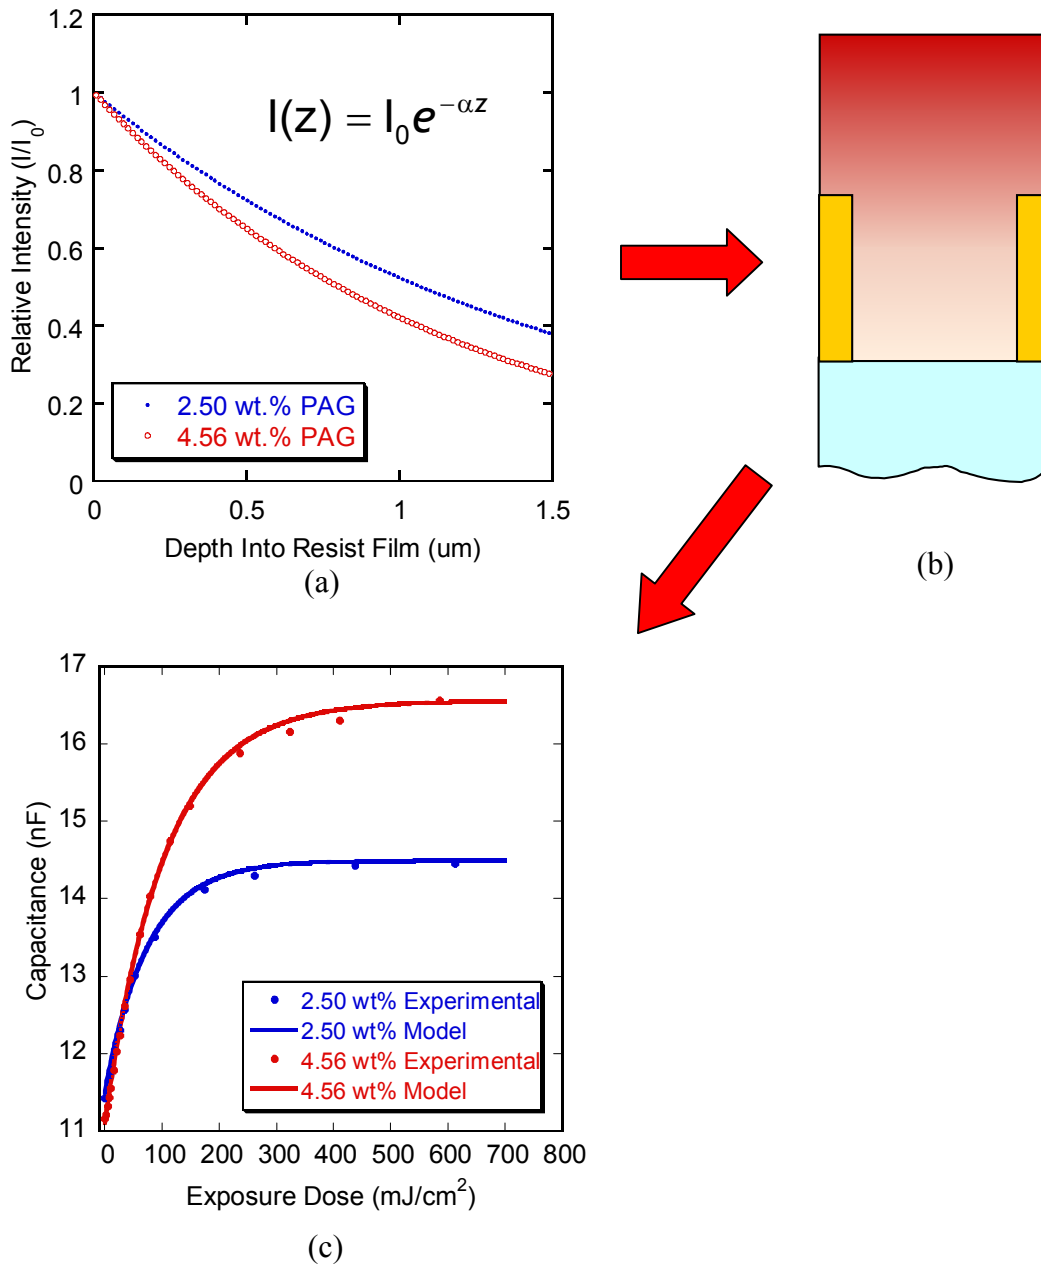 1.2
1
0.8
0.6
0.4
0.2
0
Relative Intensity (I/I₀)
I(z) = I₀e^{−αz}
2.50 wt.% PAG
4.56 wt.% PAG
0 0.5 1 1.5
Depth Into Resist Film (um)
(a)
(b)
17
16
15
14
13
12
11
Capacitance (nF)
2.50 wt% Experimental
2.50 wt% Model
4.56 wt% Experimental
4.56 wt% Model
0 100 200 300 400 500 600 700 800
Exposure Dose (mJ/cm²)
(c)